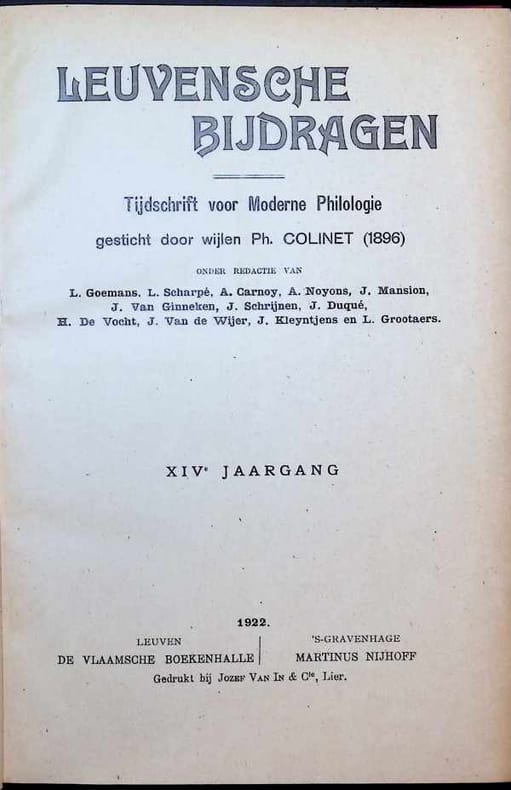 LEUVENSCHE
BIJDRAGEN
Tijdschrift voor Moderne Philologie
gesticht door wijlen Ph. COLINET (1896)
ONDER REDACTIE VAN
L. Goemans, L. Scharpé, A. Carnoy, A. Noyons, J. Mansion,
J. Van Ginneken, J. Schrijnen, J. Duqué,
H. De Vocht, J. Van de Wijer, J. Kleyntjens en L. Grootaers.
XIVe JAARGANG
1922.
LEUVEN
DE VLAAMSCHE BOEKENHALLE
'S-GRAVENHAGE
MARTINUS NIJHOFF
Gedrukt bij Jozef Van In & Cie, Lier.